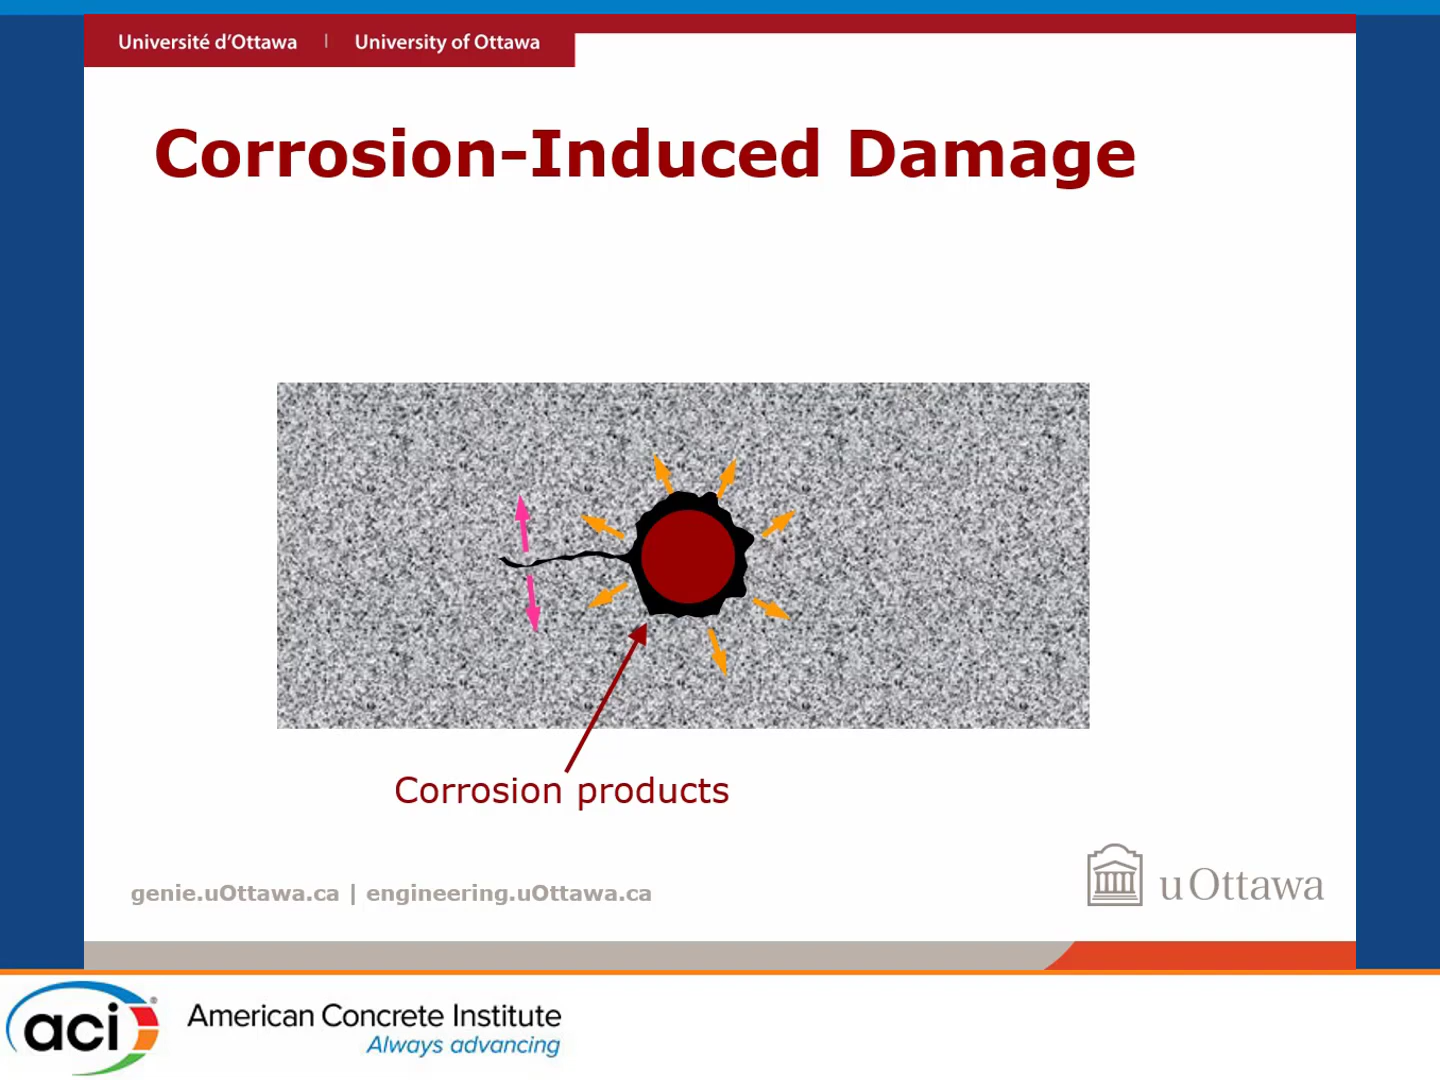 Université d'Ottawa | University of Ottawa
Corrosion-Induced Damage
Corrosion products
genie.uOttawa.ca | engineering.uOttawa.ca
uOttawa
aci®
American Concrete Institute
Always advancing